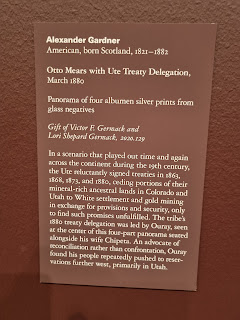 Alexander Gardner
American, born Scotland, 1821–1882
Otto Mears with Ute Treaty Delegation,
March 1880
Panorama of four albumen silver prints from
glass negatives
Gift of Victor F. Germack and
Lori Shepard Germack, 2020.129
In a scenario that played out time and again
across the continent during the 19th century,
the Ute reluctantly signed treaties in 1863,
1868, 1873, and 1880, ceding portions of their
mineral-rich ancestral lands in Colorado and
Utah to White settlement and gold mining
in exchange for provisions and security, only
to find such promises unfulfilled. The tribe's
1880 treaty delegation was led by Ouray, seen
at the center of this four-part panorama seated
alongside his wife Chipeta. An advocate of
reconciliation rather than confrontation, Ouray
found his people repeatedly pushed to reser-
vations further west, primarily in Utah.